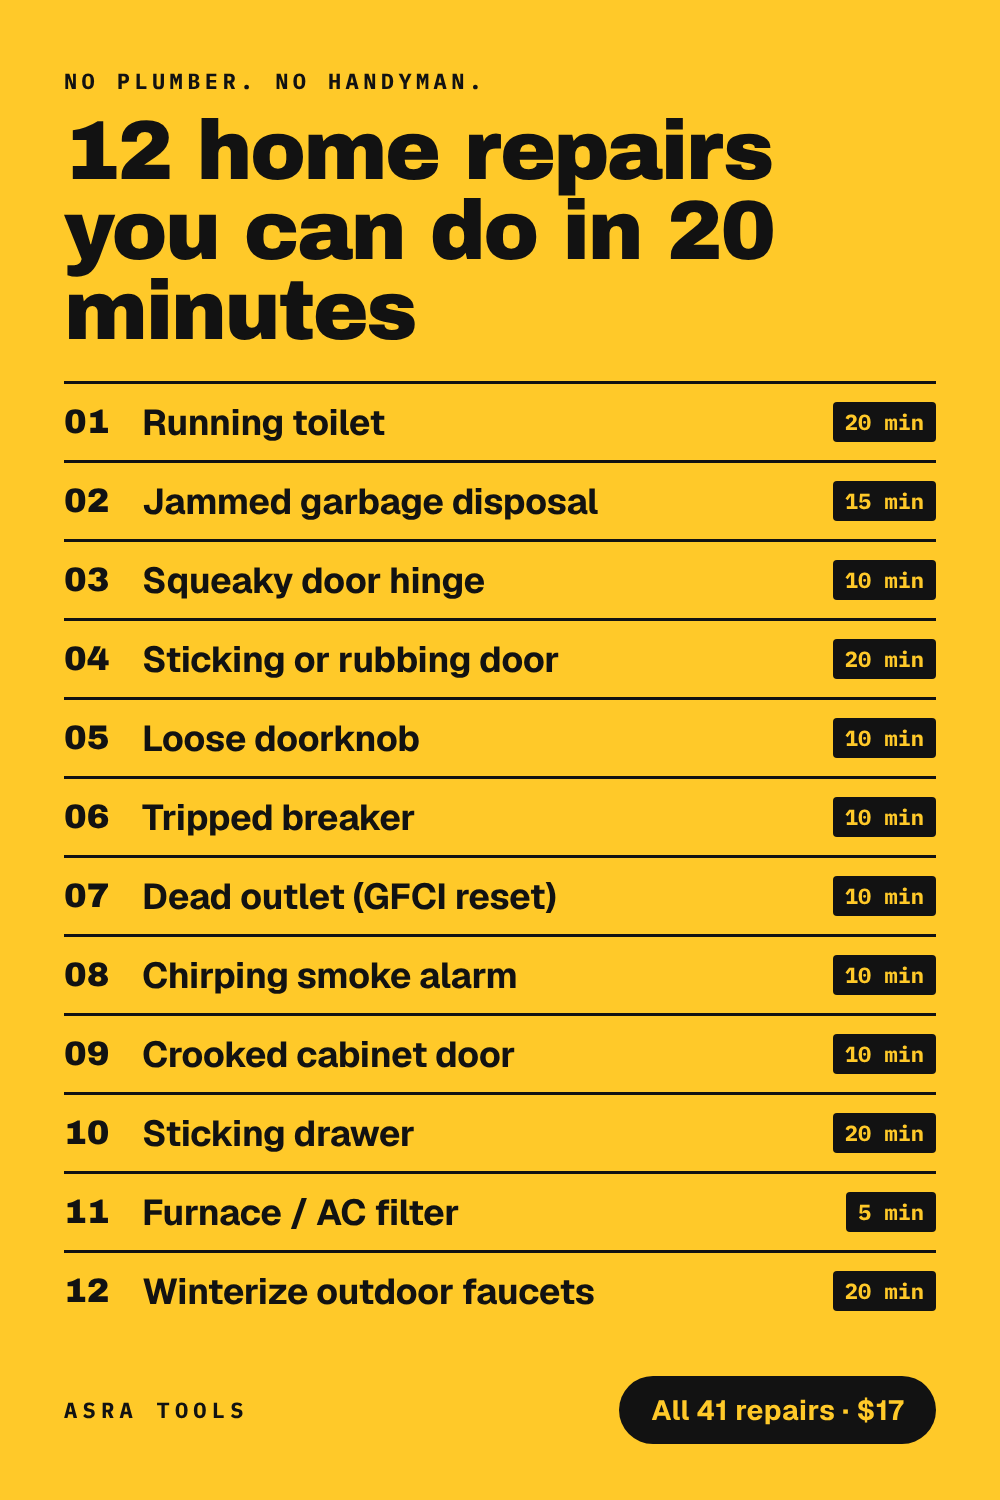 NO PLUMBER. NO HANDYMAN.
12 home repairs
you can do in 20
minutes
01 Running toilet 20 min
02 Jammed garbage disposal 15 min
03 Squeaky door hinge 10 min
04 Sticking or rubbing door 20 min
05 Loose doorknob 10 min
06 Tripped breaker 10 min
07 Dead outlet (GFCI reset) 10 min
08 Chirping smoke alarm 10 min
09 Crooked cabinet door 10 min
10 Sticking drawer 20 min
11 Furnace / AC filter 5 min
12 Winterize outdoor faucets 20 min
ASRA TOOLS All 41 repairs · $17